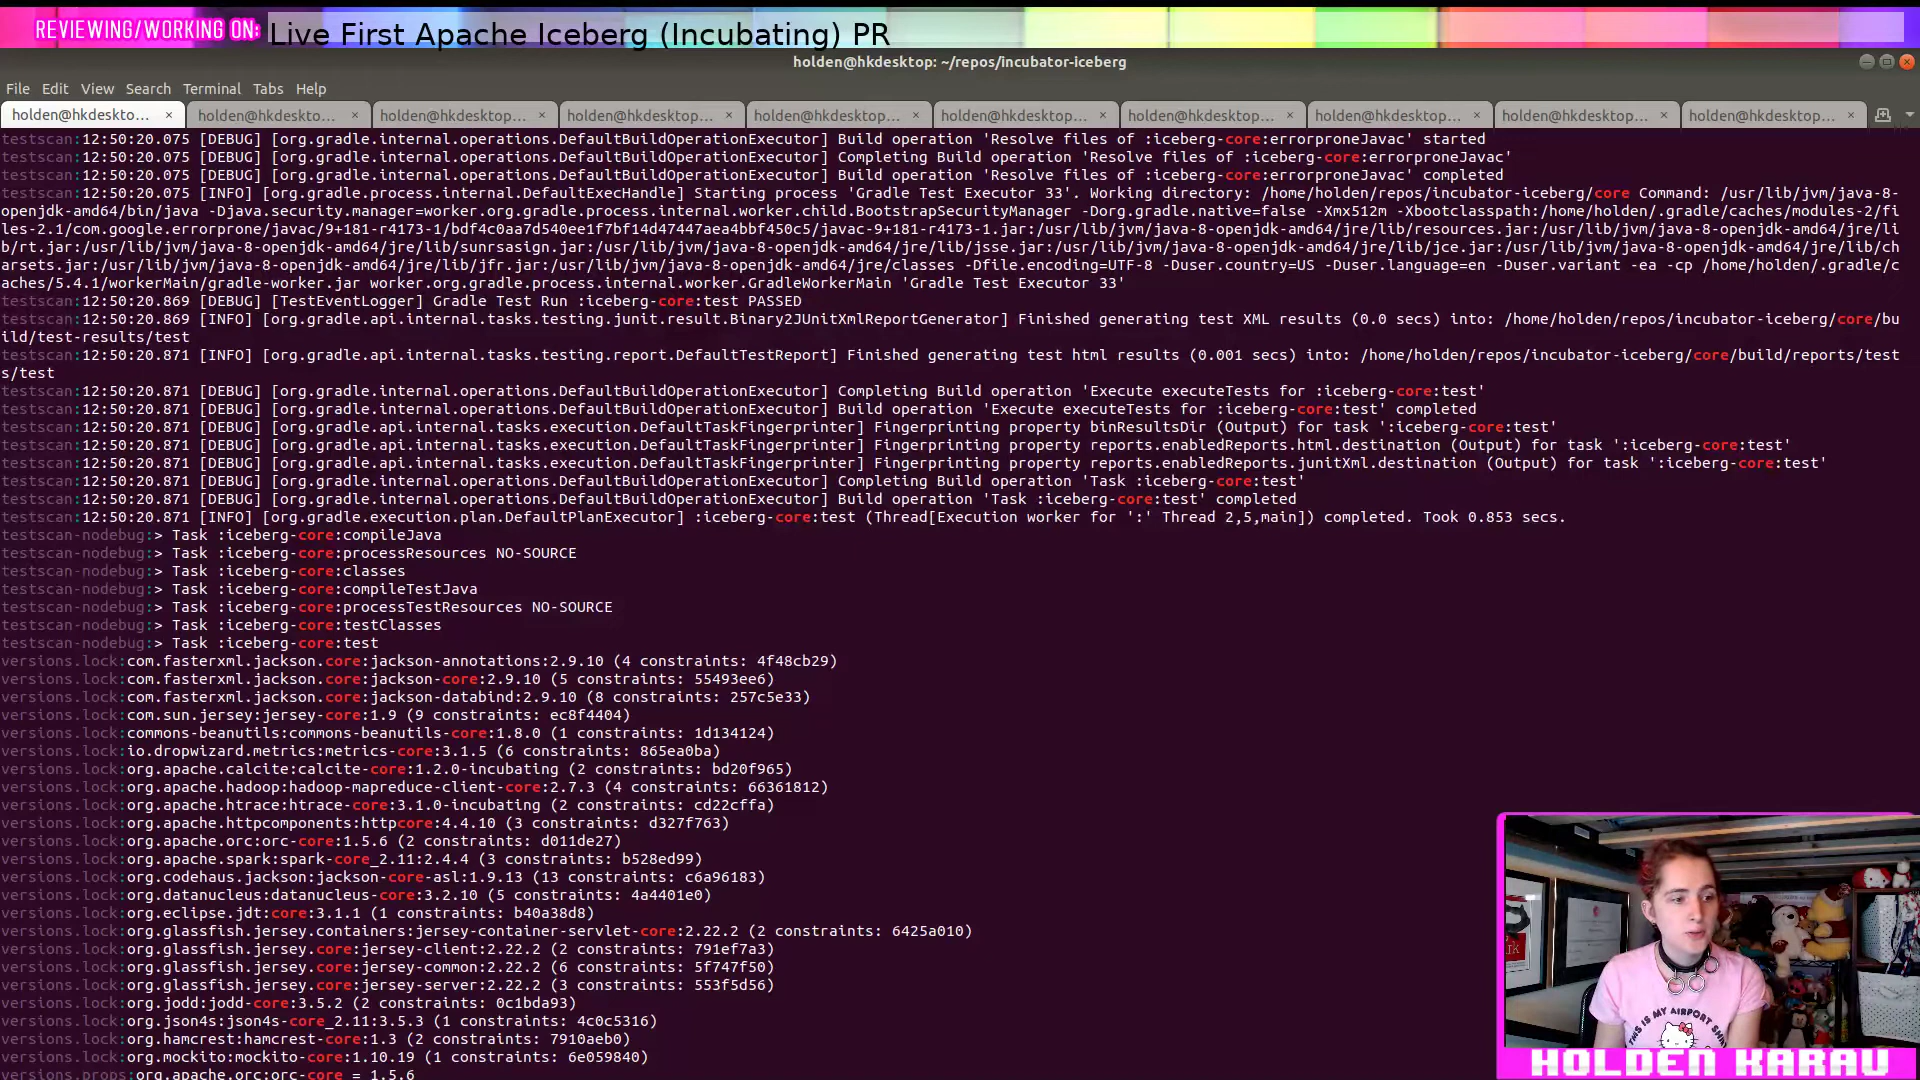 REVIEWING/WORKING ON: Live First Apache Iceberg (Incubating) PR
holden@hkdesktop: ~/repos/incubator-iceberg
File Edit View Search Terminal Tabs Help
holden@hkdeskto... × holden@hkdesktop... × holden@hkdesktop... × holden@hkdesktop... × holden@hkdesktop... × holden@hkdesktop... × holden@hkdesktop... × holden@hkdesktop... × holden@hkdesktop... × holden@hkdesktop... ×
testscan:12:50:20.075 [DEBUG] [org.gradle.internal.operations.DefaultBuildOperationExecutor] Build operation 'Resolve files of :iceberg-core:errorproneJavac' started
testscan:12:50:20.075 [DEBUG] [org.gradle.internal.operations.DefaultBuildOperationExecutor] Completing Build operation 'Resolve files of :iceberg-core:errorproneJavac'
testscan:12:50:20.075 [DEBUG] [org.gradle.internal.operations.DefaultBuildOperationExecutor] Build operation 'Resolve files of :iceberg-core:errorproneJavac' completed
testscan:12:50:20.075 [INFO] [org.gradle.process.internal.DefaultExecHandle] Starting process 'Gradle Test Executor 33'. Working directory: /home/holden/repos/incubator-iceberg/core Command: /usr/lib/jvm/java-8-
openjdk-amd64/bin/java -Djava.security.manager=worker.org.gradle.process.internal.worker.child.BootstrapSecurityManager -Dorg.gradle.native=false -Xmx512m -Xbootclasspath:/home/holden/.gradle/caches/modules-2/fi
les-2.1/com.google.errorprone/javac/9+181-r4173-1/bdf4c0aa7d540ee1f7bf14d47447aea4bbf450c5/javac-9+181-r4173-1.jar:/usr/lib/jvm/java-8-openjdk-amd64/jre/lib/resources.jar:/usr/lib/jvm/java-8-openjdk-amd64/jre/li
b/rt.jar:/usr/lib/jvm/java-8-openjdk-amd64/jre/lib/sunrsasign.jar:/usr/lib/jvm/java-8-openjdk-amd64/jre/lib/jsse.jar:/usr/lib/jvm/java-8-openjdk-amd64/jre/lib/jce.jar:/usr/lib/jvm/java-8-openjdk-amd64/jre/lib/ch
arsets.jar:/usr/lib/jvm/java-8-openjdk-amd64/jre/lib/jfr.jar:/usr/lib/jvm/java-8-openjdk-amd64/jre/classes -Dfile.encoding=UTF-8 -Duser.country=US -Duser.language=en -Duser.variant -ea -cp /home/holden/.gradle/c
aches/5.4.1/workerMain/gradle-worker.jar worker.org.gradle.process.internal.worker.GradleWorkerMain 'Gradle Test Executor 33'
testscan:12:50:20.869 [DEBUG] [TestEventLogger] Gradle Test Run :iceberg-core:test PASSED
testscan:12:50:20.869 [INFO] [org.gradle.api.internal.tasks.testing.junit.result.Binary2JUnitXmlReportGenerator] Finished generating test XML results (0.0 secs) into: /home/holden/repos/incubator-iceberg/core/bu
ild/test-results/test
testscan:12:50:20.871 [INFO] [org.gradle.api.internal.tasks.testing.report.DefaultTestReport] Finished generating test html results (0.001 secs) into: /home/holden/repos/incubator-iceberg/core/build/reports/test
s/test
testscan:12:50:20.871 [DEBUG] [org.gradle.internal.operations.DefaultBuildOperationExecutor] Completing Build operation 'Execute executeTests for :iceberg-core:test'
testscan:12:50:20.871 [DEBUG] [org.gradle.internal.operations.DefaultBuildOperationExecutor] Build operation 'Execute executeTests for :iceberg-core:test' completed
testscan:12:50:20.871 [DEBUG] [org.gradle.api.internal.tasks.execution.DefaultTaskFingerprinter] Fingerprinting property binResultsDir (Output) for task ':iceberg-core:test'
testscan:12:50:20.871 [DEBUG] [org.gradle.api.internal.tasks.execution.DefaultTaskFingerprinter] Fingerprinting property reports.enabledReports.html.destination (Output) for task ':iceberg-core:test'
testscan:12:50:20.871 [DEBUG] [org.gradle.api.internal.tasks.execution.DefaultTaskFingerprinter] Fingerprinting property reports.enabledReports.junitXml.destination (Output) for task ':iceberg-core:test'
testscan:12:50:20.871 [DEBUG] [org.gradle.internal.operations.DefaultBuildOperationExecutor] Completing Build operation 'Task :iceberg-core:test'
testscan:12:50:20.871 [DEBUG] [org.gradle.internal.operations.DefaultBuildOperationExecutor] Build operation 'Task :iceberg-core:test' completed
testscan:12:50:20.871 [INFO] [org.gradle.execution.plan.DefaultPlanExecutor] :iceberg-core:test (Thread[Execution worker for ':' Thread 2,5,main]) completed. Took 0.853 secs.
testscan-nodebug:> Task :iceberg-core:compileJava
testscan-nodebug:> Task :iceberg-core:processResources NO-SOURCE
testscan-nodebug:> Task :iceberg-core:classes
testscan-nodebug:> Task :iceberg-core:compileTestJava
testscan-nodebug:> Task :iceberg-core:processTestResources NO-SOURCE
testscan-nodebug:> Task :iceberg-core:testClasses
testscan-nodebug:> Task :iceberg-core:test
versions.lock:com.fasterxml.jackson.core:jackson-annotations:2.9.10 (4 constraints: 4f48cb29)
versions.lock:com.fasterxml.jackson.core:jackson-core:2.9.10 (5 constraints: 55493ee6)
versions.lock:com.fasterxml.jackson.core:jackson-databind:2.9.10 (8 constraints: 257c5e33)
versions.lock:com.sun.jersey:jersey-core:1.9 (9 constraints: ec8f4404)
versions.lock:commons-beanutils:commons-beanutils-core:1.8.0 (1 constraints: 1d134124)
versions.lock:io.dropwizard.metrics:metrics-core:3.1.5 (6 constraints: 865ea0ba)
versions.lock:org.apache.calcite:calcite-core:1.2.0-incubating (2 constraints: bd20f965)
versions.lock:org.apache.hadoop:hadoop-mapreduce-client-core:2.7.3 (4 constraints: 66361812)
versions.lock:org.apache.htrace:htrace-core:3.1.0-incubating (2 constraints: cd22cffa)
versions.lock:org.apache.httpcomponents:httpcore:4.4.10 (3 constraints: d327f763)
versions.lock:org.apache.orc:orc-core:1.5.6 (2 constraints: d011de27)
versions.lock:org.apache.spark:spark-core_2.11:2.4.4 (3 constraints: b528ed99)
versions.lock:org.codehaus.jackson:jackson-core-asl:1.9.13 (13 constraints: c6a96183)
versions.lock:org.datanucleus:datanucleus-core:3.2.10 (5 constraints: 4a4401e0)
versions.lock:org.eclipse.jdt:core:3.1.1 (1 constraints: b40a38d8)
versions.lock:org.glassfish.jersey.containers:jersey-container-servlet-core:2.22.2 (2 constraints: 6425a010)
versions.lock:org.glassfish.jersey.core:jersey-client:2.22.2 (2 constraints: 791ef7a3)
versions.lock:org.glassfish.jersey.core:jersey-common:2.22.2 (6 constraints: 5f747f50)
versions.lock:org.glassfish.jersey.core:jersey-server:2.22.2 (3 constraints: 553f5d56)
versions.lock:org.jodd:jodd-core:3.5.2 (2 constraints: 0c1bda93)
versions.lock:org.json4s:json4s-core_2.11:3.5.3 (1 constraints: 4c0c5316)
versions.lock:org.hamcrest:hamcrest-core:1.3 (2 constraints: 7910aeb0)
versions.lock:org.mockito:mockito-core:1.10.19 (1 constraints: 6e059840)
versions.props:org.apache.orc:orc-core = 1.5.6
THIS IS MY AIRPORT
HOLDEN KARAU